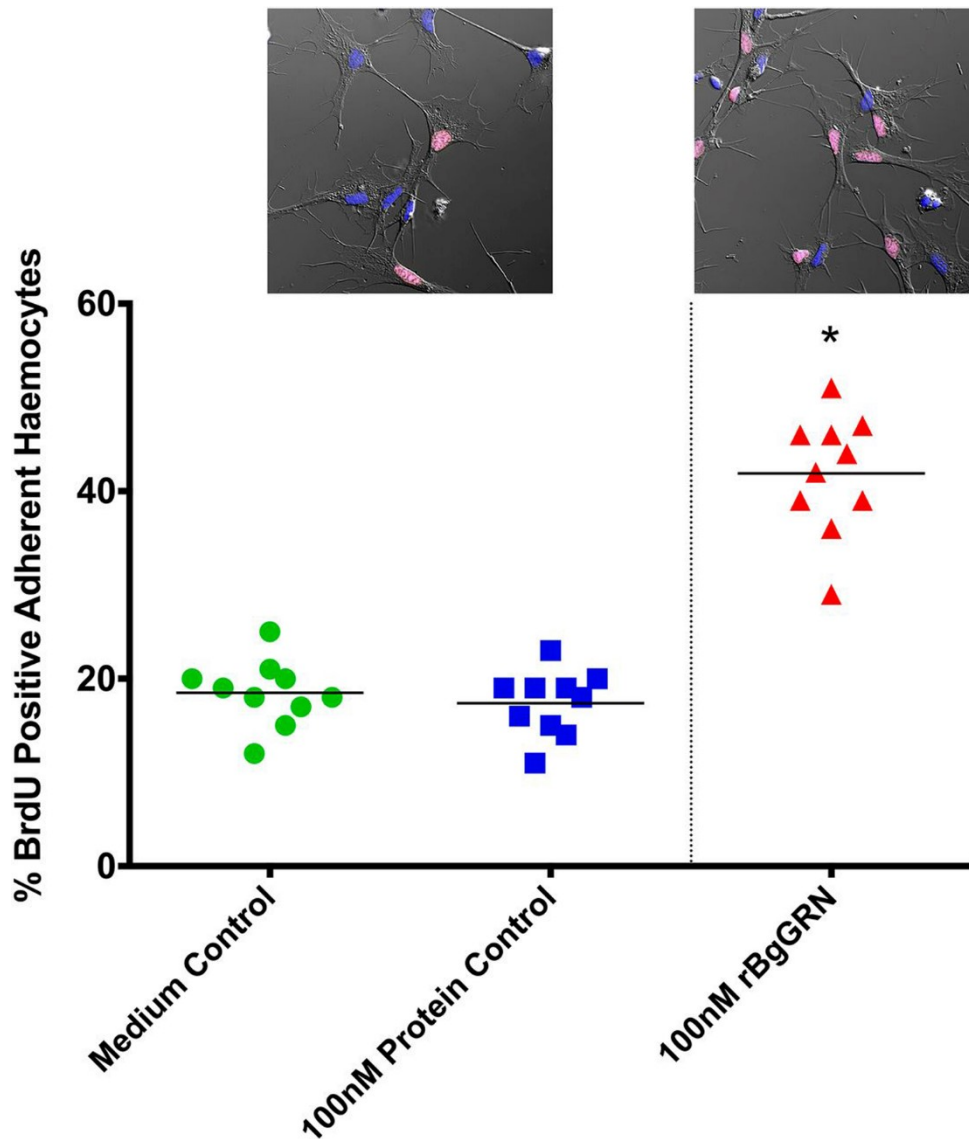 % BrdU Positive Adherent Haemocytes
60
40
20
0
*
Medium Control
100nM Protein Control
100nM rBgGRN